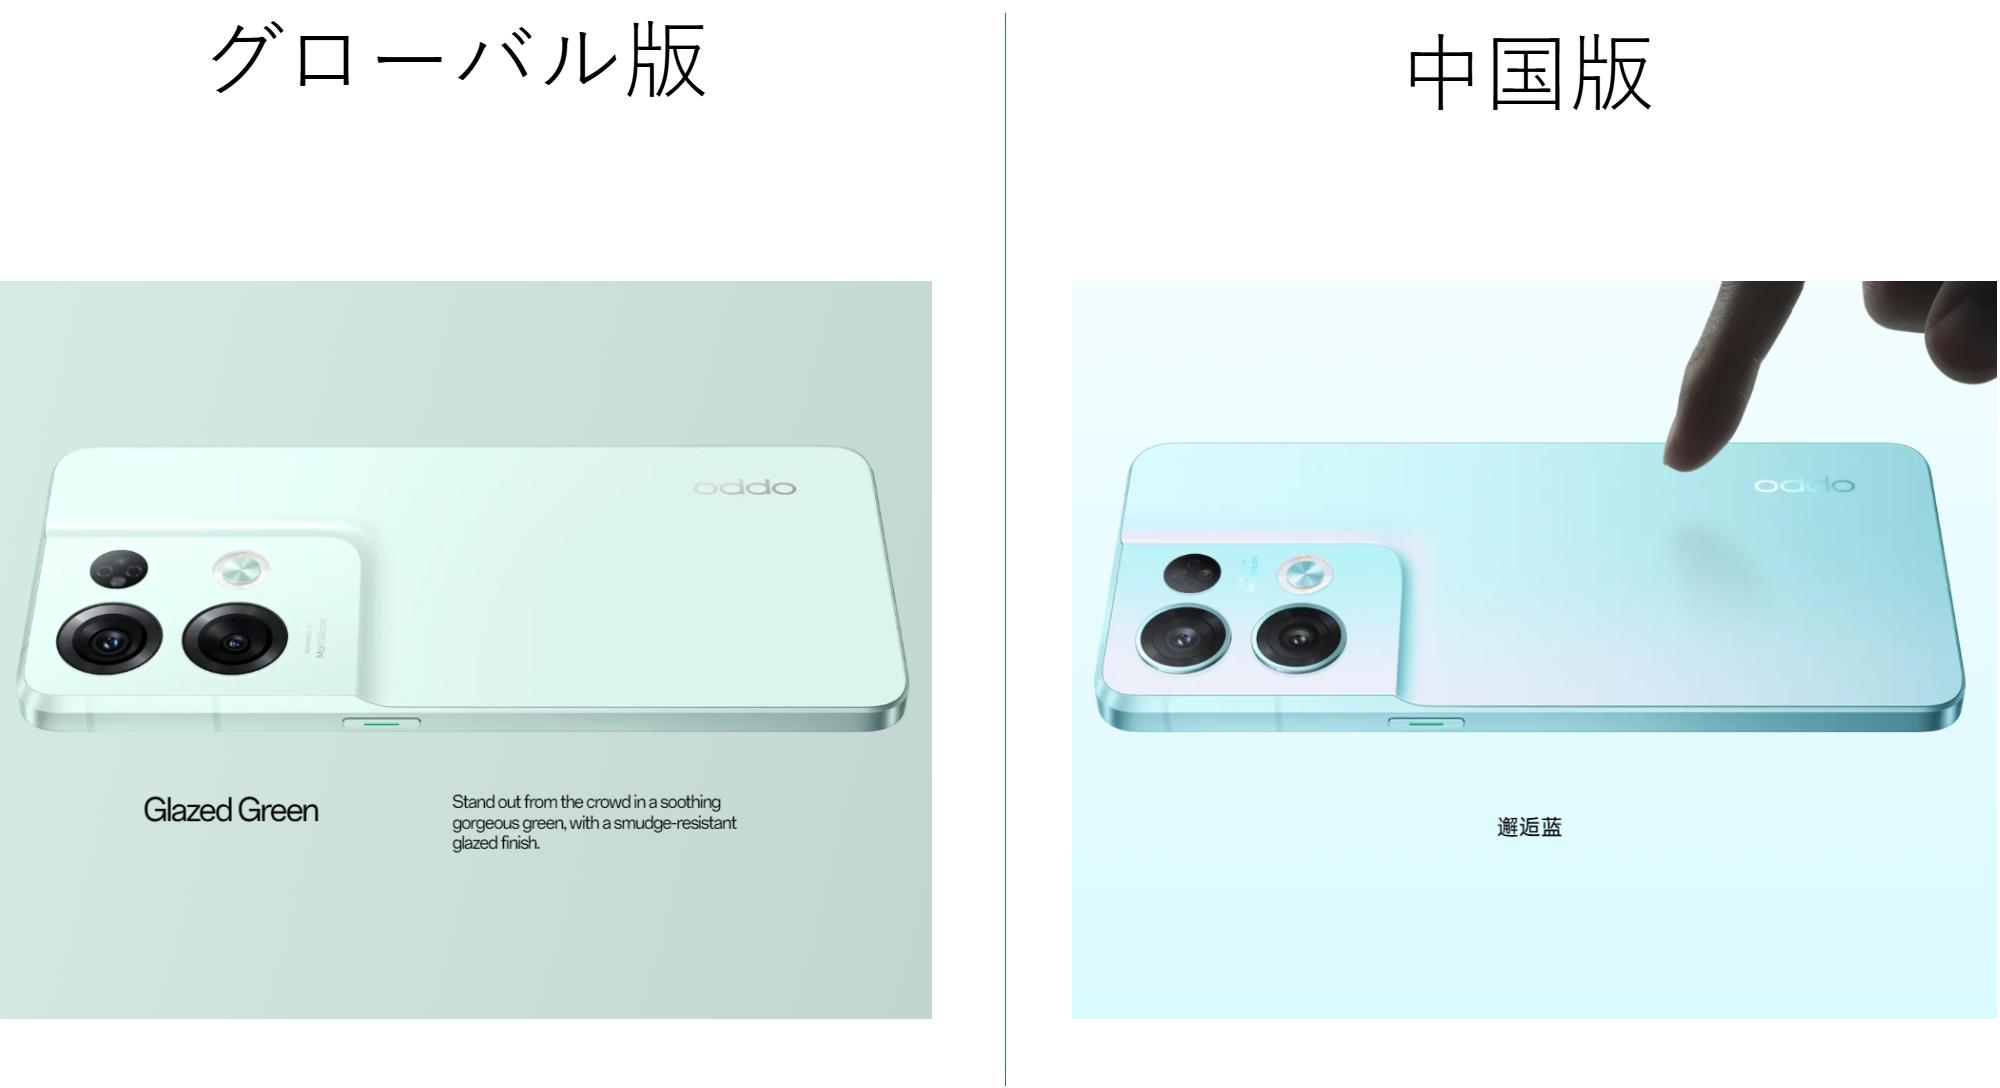 グローバル版
中国版
oppo
POWERED BY
MariSilicon
Glazed Green
Stand out from the crowd in a soothing
gorgeous green, with a smudge-resistant
glazed finish.
oppo
邂逅蓝